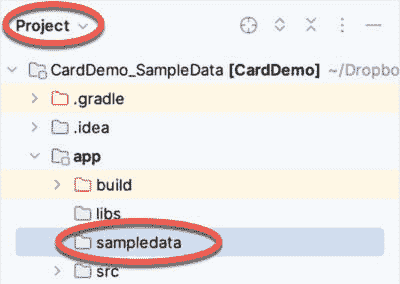 Project
CardDemo_SampleData [CardDemo] ~/Dropbo
.gradle
.idea
app
build
libs
sampledata
src